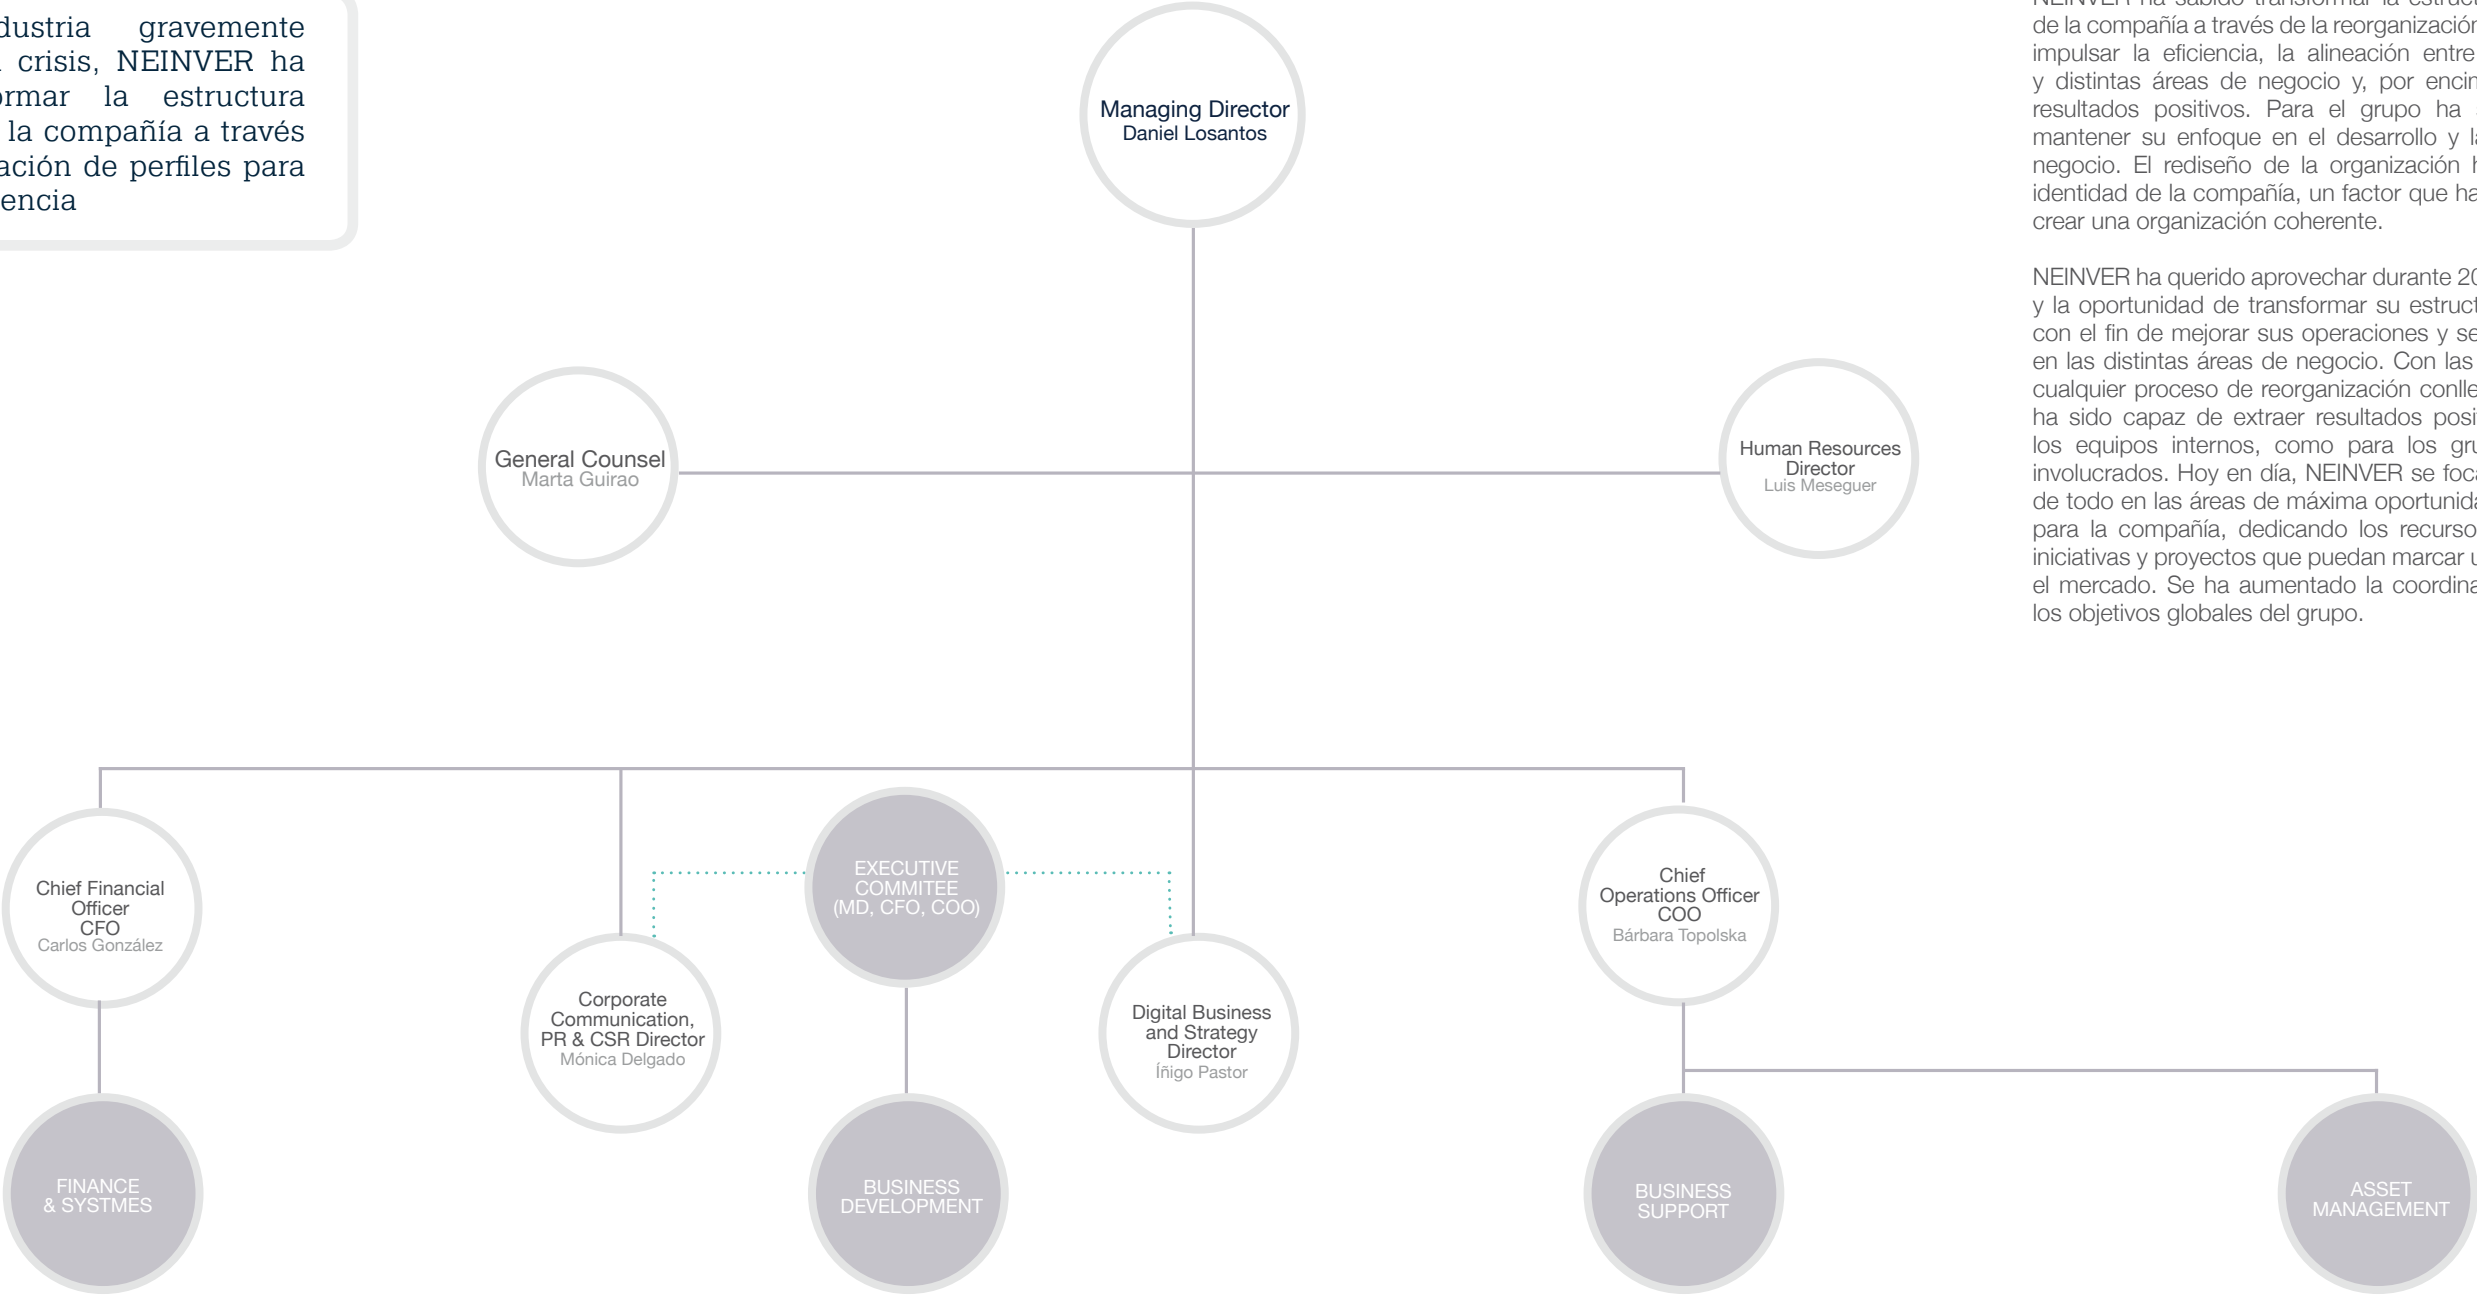 dustria gravemente
crisis, NEINVER ha
ormar la estructura
la compañía a través
ación de perfiles para
encia
Managing Director
Daniel Losantos
General Counsel
Marta Guirao
Human Resources
Director
Luis Meseguer
NEINVER ha sabido transformar la estruct
de la compañía a través de la reorganización
impulsar la eficiencia, la alineación entre
y distintas áreas de negocio y, por encin
resultados positivos. Para el grupo ha
mantener su enfoque en el desarrollo y l
negocio. El rediseño de la organización h
identidad de la compañía, un factor que ha
crear una organización coherente.
NEINVER ha querido aprovechar durante 20
y la oportunidad de transformar su estruct
con el fin de mejorar sus operaciones y se
en las distintas áreas de negocio. Con las
cualquier proceso de reorganización conlle
ha sido capaz de extraer resultados posi
los equipos internos, como para los gru
involucrados. Hoy en día, NEINVER se foca
de todo en las áreas de máxima oportunida
para la compañía, dedicando los recurso
iniciativas y proyectos que puedan marcar u
el mercado. Se ha aumentado la coordina
los objetivos globales del grupo.
Chief Financial
Officer
CFO
Carlos González
Corporate
Communication,
PR & CSR Director
Mónica Delgado
EXECUTIVE
COMMITEE
(MD, CFO, COO)
Digital Business
and Strategy
Director
Íñigo Pastor
Chief
Operations Officer
COO
Bárbara Topolska
FINANCE
& SYSTMES
BUSINESS
DEVELOPMENT
BUSINESS
SUPPORT
ASSET
MANAGEMENT